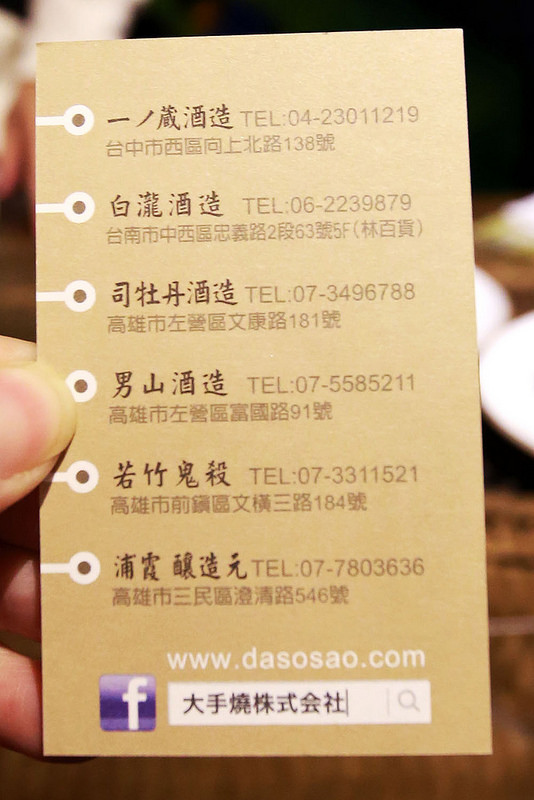 一ノ蔵酒造 TEL:04-23011219
台中市西區向上北路138號
白瀧酒造 TEL:06-2239879
台南市中西區忠義路2段63號5F(林百貨)
司牡丹酒造 TEL:07-3496788
高雄市左營區文康路181號
男山酒造 TEL:07-5585211
高雄市左營區富國路91號
若竹鬼殺 TEL:07-3311521
高雄市前鎮區文橫三路184號
浦霞 釀造元 TEL:07-7803636
高雄市三民區澄清路546號
www.dasosao.com
f 大手燒株式会社